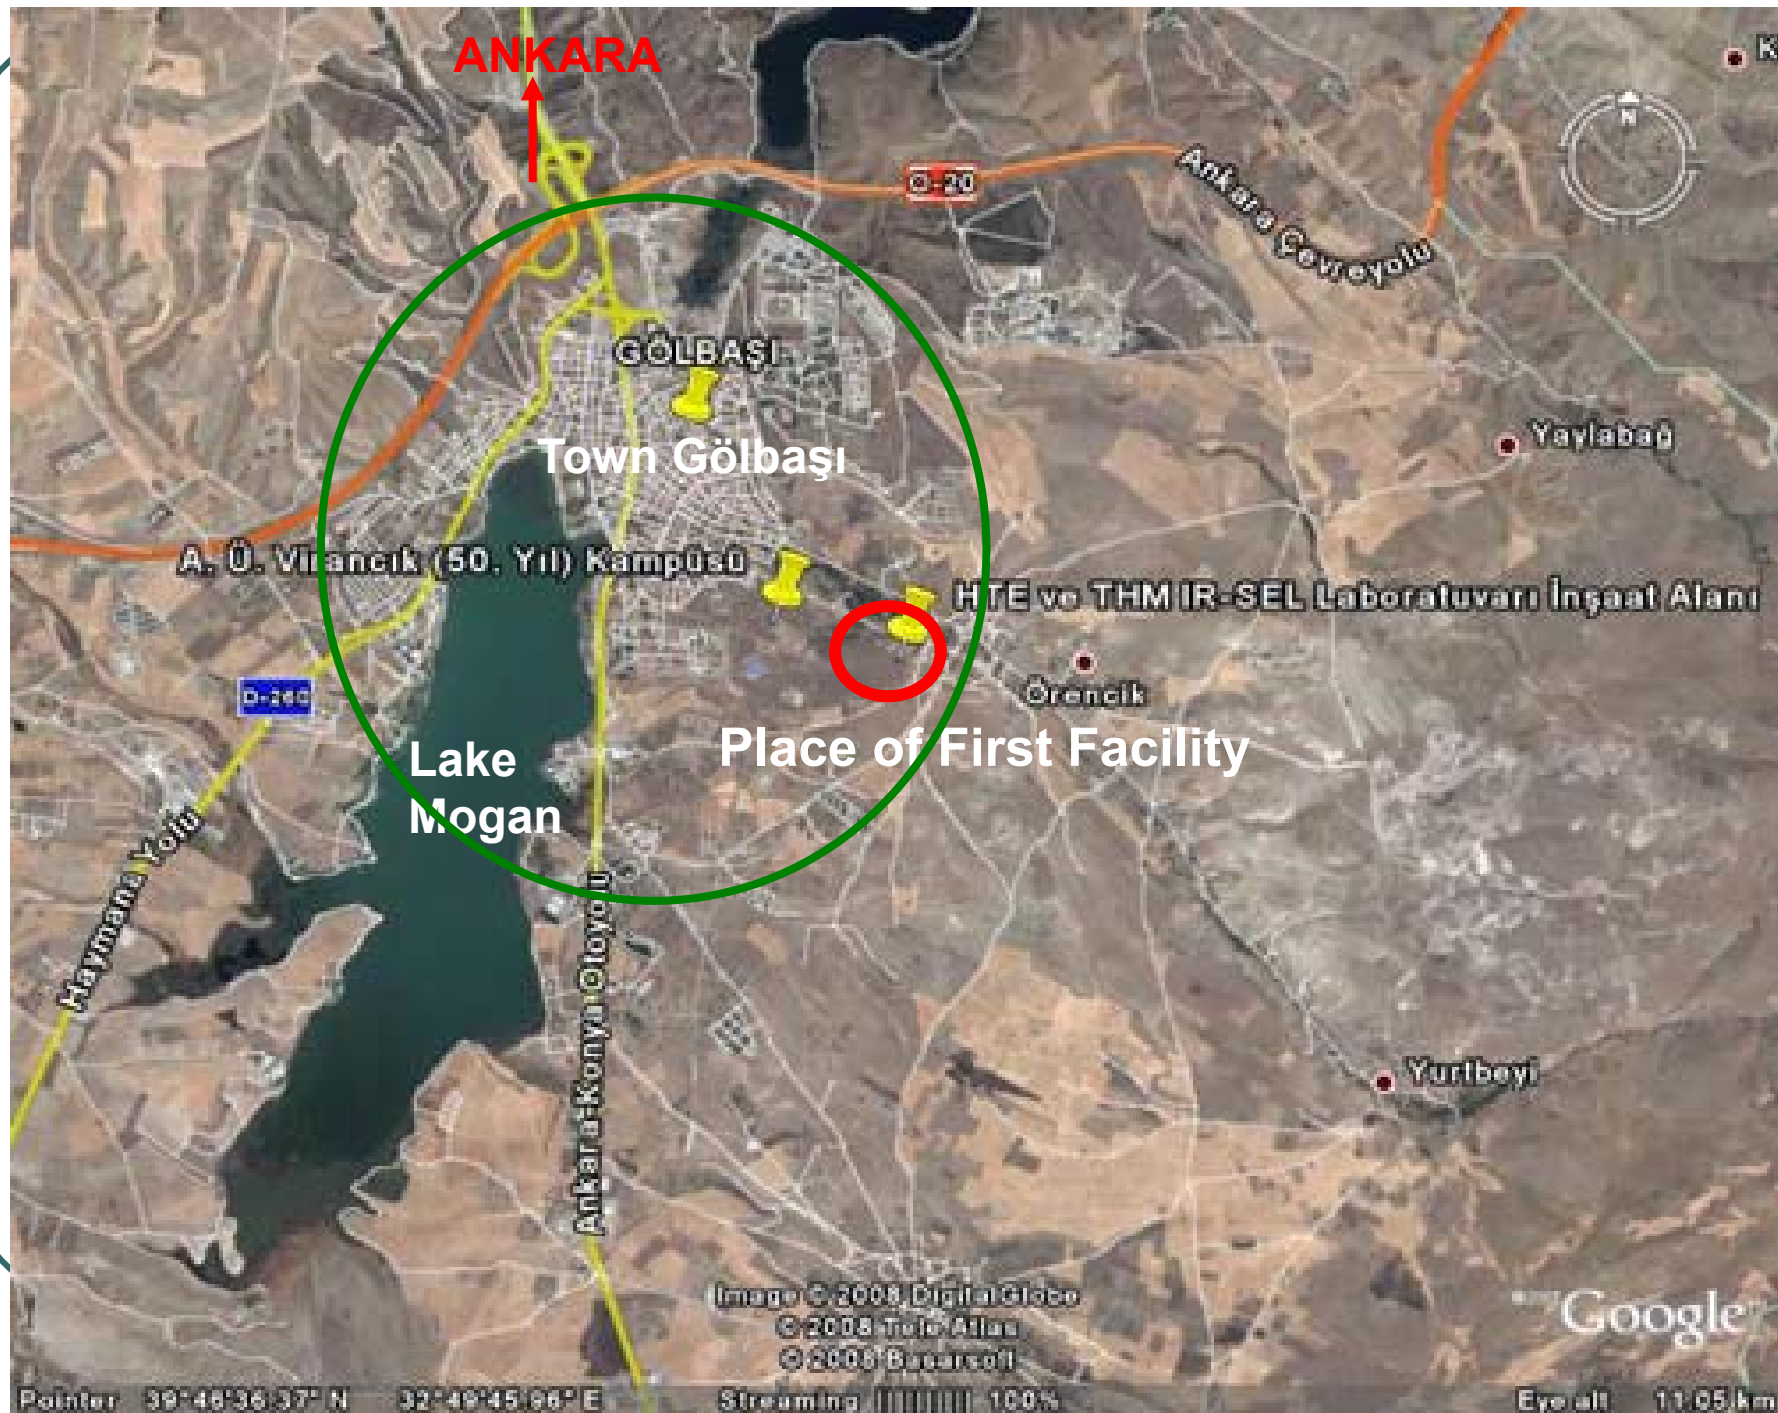 ANKARA
K
N
O-20
Ankara Çevreyolu
GÖLBAŞI
Town Gölbaşı
Yaylabağ
A. Ü. Virancık (50. Yıl) Kampüsü
HTE ve THM IR-SEL Laboratuvarı İnşaat Alanı
Örencik
D-260
Place of First Facility
Lake
Mogan
Haymana Yolu
Ankara-Konya Otoyolu
Yurtbeyi
Image © 2008 DigitalGlobe
© 2008 Tele Atlas
© 2008 Basarsoft
Google
Pointer 39°46'36.37" N 32°49'45.96" E Streaming |||||||||| 100% Eye alt 11.05 km